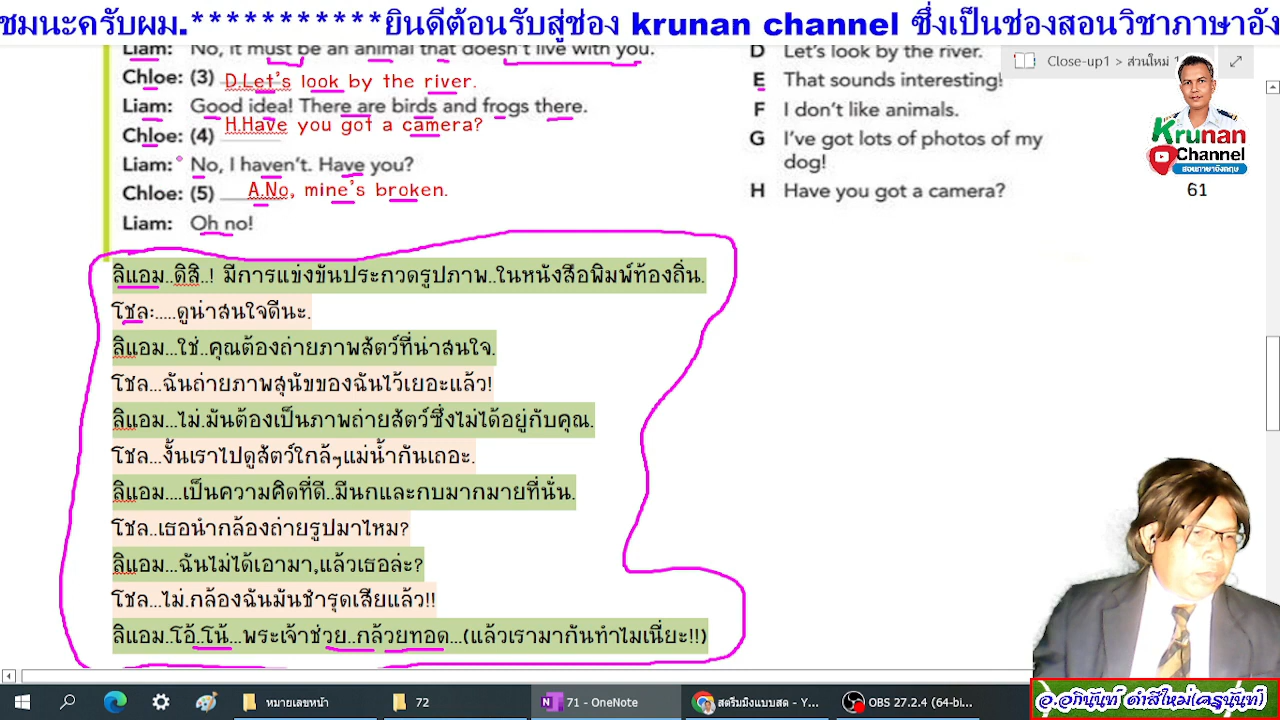 ชมนะครับผม.***********ยินดีต้อนรับสู่ช่อง krunan channel ซึ่งเป็นช่องสอนวิชาภาษาอัง
Liam: No, it must be an animal that doesn't live with you.
Chloe: (3) D.Let's look by the river.
Liam: Good idea! There are birds and frogs there.
Chloe: (4) H.Have you got a camera?
Liam: No, I haven't. Have you?
Chloe: (5) A.No, mine's broken.
Liam: Oh no!
D Let's look by the river.
E That sounds interesting!
F I don't like animals.
G I've got lots of photos of my
dog!
H Have you got a camera?
Close-up1 > ส่วนใหม่ 1
Krunan
Channel
สอนภาษาอังกฤษ
61
ลิแอม..ดิสิ..! มีการแข่งขันประกวดรูปภาพ..ในหนังสือพิมพ์ท้องถิ่น.
โชละ.....ดูน่าสนใจดีนะ.
ลิแอม...ใช่..คุณต้องถ่ายภาพสัตว์ที่น่าสนใจ.
โชล...ฉันถ่ายภาพสุนัขของฉันไว้เยอะแล้ว!
ลิแอม...ไม่.มันต้องเป็นภาพถ่ายสัตว์ซึ่งไม่ได้อยู่กับคุณ.
โชล...งั้นเราไปดูสัตว์ใกล้ๆแม่น้ำกันเถอะ.
ลิแอม....เป็นความคิดที่ดี..มีนกและกบมากมายที่นั่น.
โชล..เธอนำกล้องถ่ายรูปมาไหม?
ลิแอม...ฉันไม่ได้เอามา,แล้วเธอล่ะ?
โชล...ไม่.กล้องฉันมันชำรุดเสียแล้ว!!
ลิแอม..โอ้..โน้...พระเจ้าช่วย..กล้วยทอด...(แล้วเรามากันทำไมเนี่ยะ!!)
หมายเลขหน้า
72
71 - OneNote
สตรีมมิงแบบสด - Y...
OBS 27.2.4 (64-bi...
อ.อภินันท์ ดำสีใหม่(ครูนันท์)